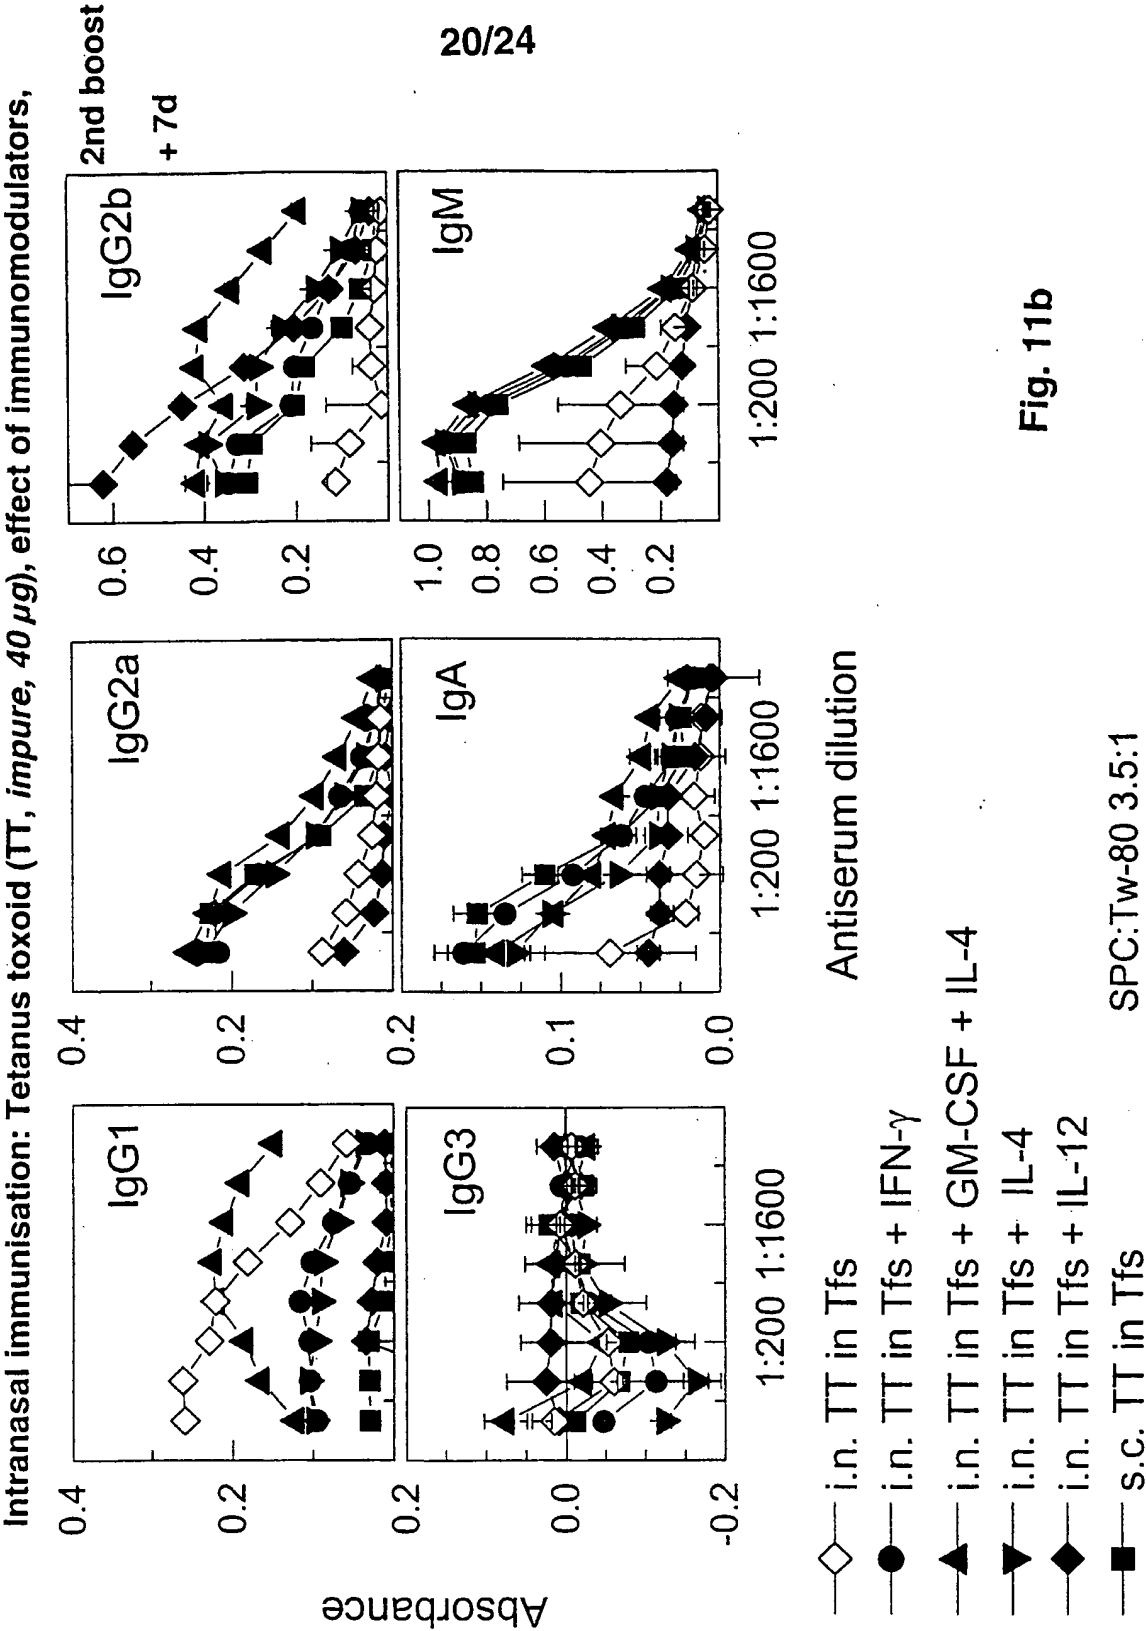 20/24
Intranasal immunisation: Tetanus toxoid (TT, impure, 40 µg), effect of immunomodulators,
2nd boost
+ 7d
Absorbance
IgG1
0.4
0.2
0.2
IgG2a
0.4
0.2
0.2
IgG2b
0.6
0.4
0.2
IgG3
0.0
-0.2
1:200 1:1600
IgA
0.1
0.0
1:200 1:1600
IgM
1.0
0.8
0.6
0.4
0.2
1:200 1:1600
Antiserum dilution
i.n. TT in Tfs
i.n. TT in Tfs + IFN-γ
i.n. TT in Tfs + GM-CSF + IL-4
i.n. TT in Tfs + IL-4
i.n. TT in Tfs + IL-12
s.c. TT in Tfs
SPC:Tw-80 3.5:1
Fig. 11b